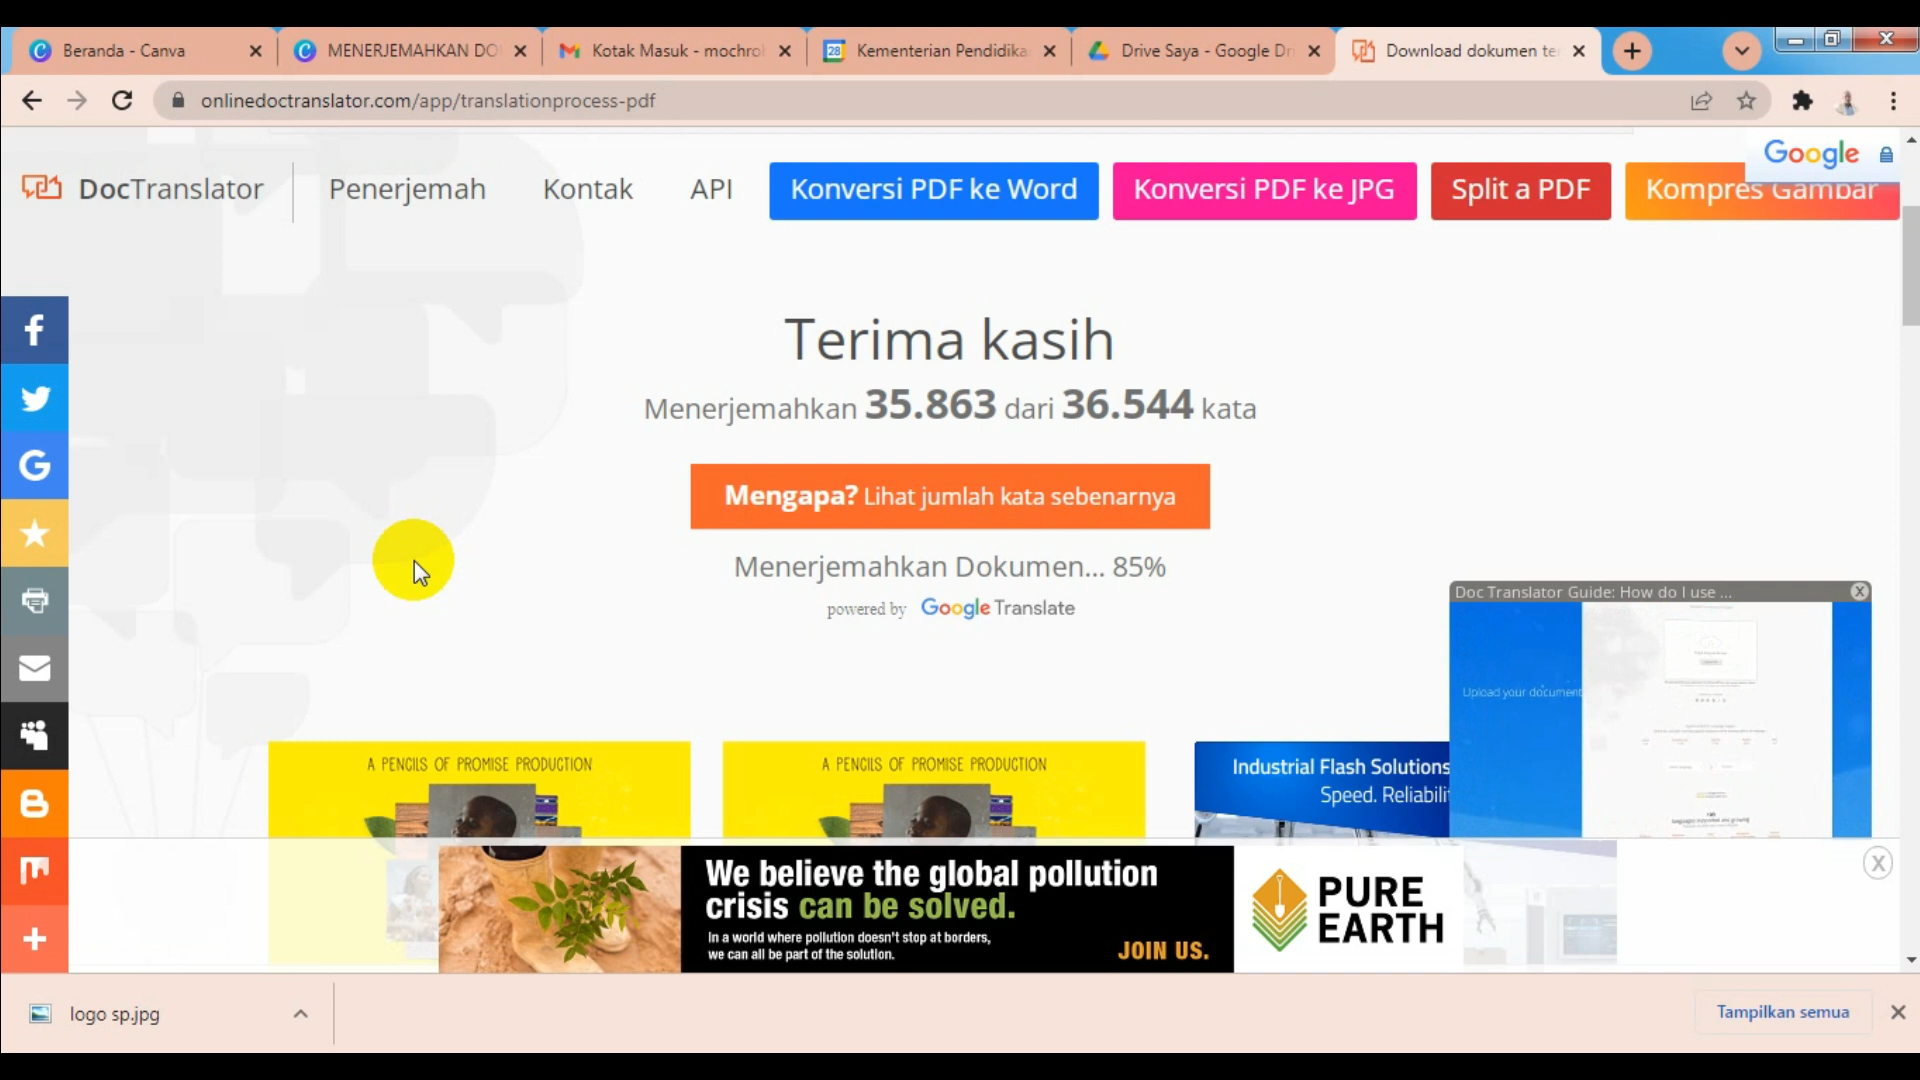 Beranda - Canva
MENERJEMAHKAN DO
Kotak Masuk - mochro
28
Kementerian Pendidika
Drive Saya - Google Dri
Download dokumen te
onlinedoctranslator.com/app/translationprocess-pdf
Google
DocTranslator
Penerjemah
Kontak
API
Konversi PDF ke Word
Konversi PDF ke JPG
Split a PDF
Kompres Gambar
Terima kasih
Menerjemahkan 35.863 dari 36.544 kata
Mengapa? Lihat jumlah kata sebenarnya
Menerjemahkan Dokumen... 85%
powered by Google Translate
Doc Translator Guide: How do I use ...
Upload your document
A PENCILS OF PROMISE PRODUCTION
A PENCILS OF PROMISE PRODUCTION
Industrial Flash Solutions
Speed. Reliabili
We believe the global pollution
crisis can be solved.
In a world where pollution doesn't stop at borders,
we can all be part of the solution.
JOIN US.
PURE
EARTH
logo sp.jpg
Tampilkan semua